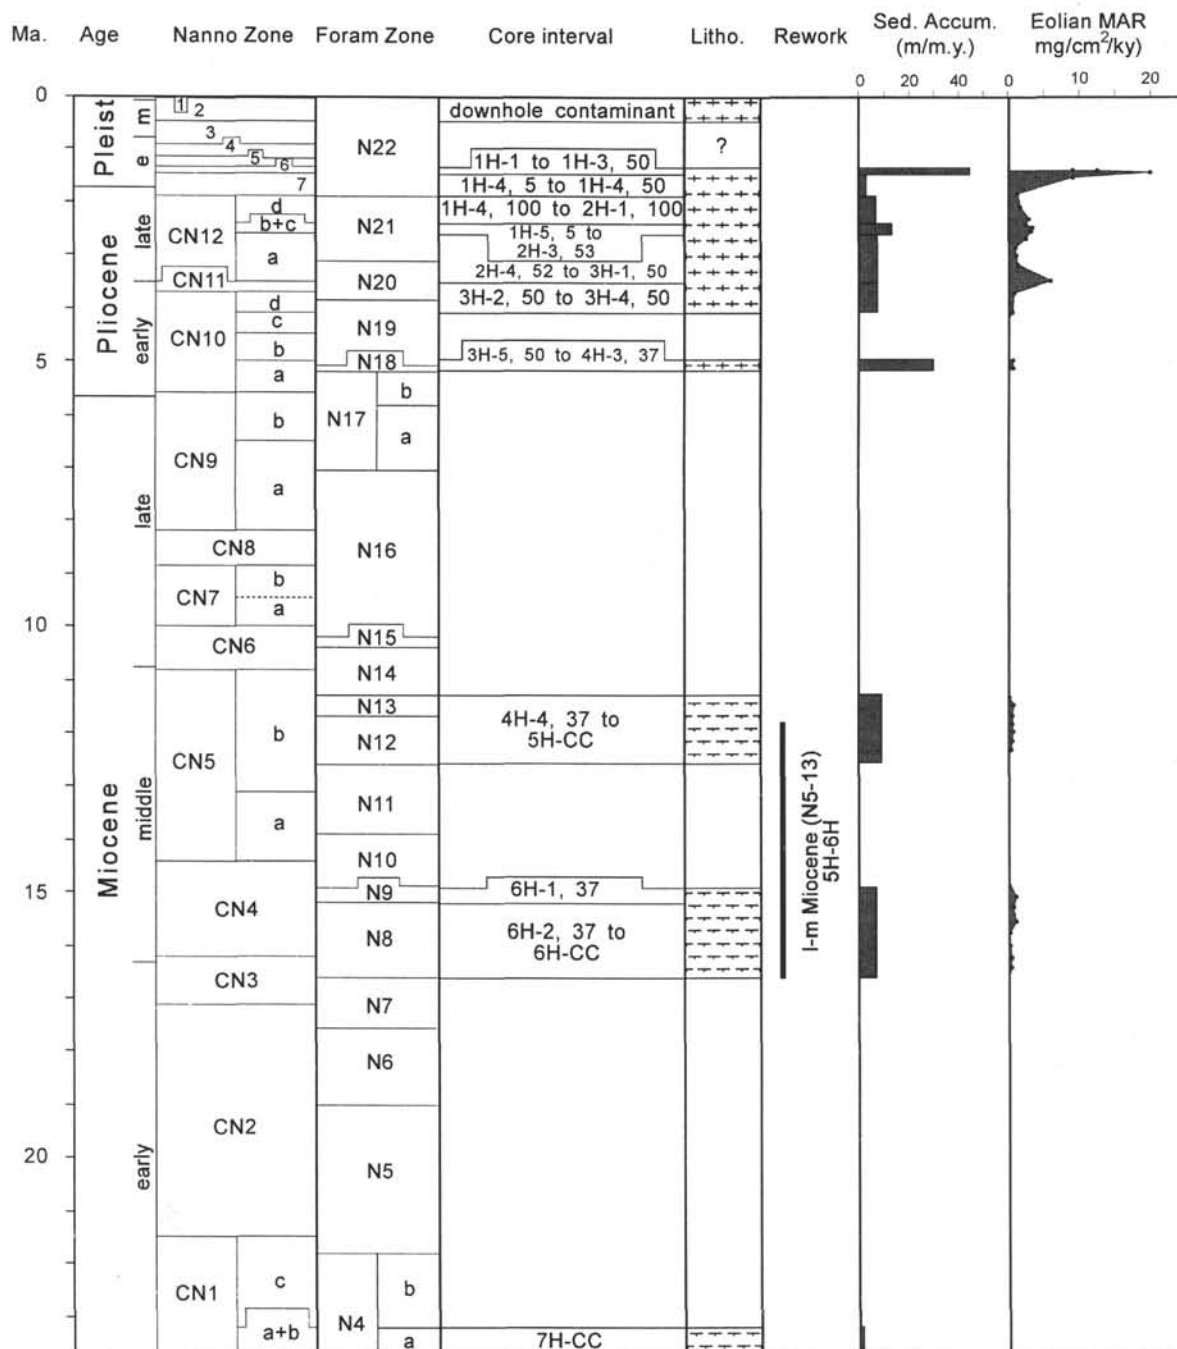 Ma. Age Nanno Zone Foram Zone Core interval Litho. Rework Sed. Accum. (m/m.y.) Eolian MAR mg/cm²/ky)
0 20 40
0 10 20
0
5
10
15
20
Pleist
m
e
Pliocene
late
early
Miocene
late
middle
early
1
2
3
4
5
6
7
CN12
d
b+c
a
CN11
CN10
d
c
b
a
CN9
b
a
CN8
CN7
b
a
CN6
CN5
b
a
CN4
CN3
CN2
CN1
c
a+b
N22
N21
N20
N19
N18
N17
b
a
N16
N15
N14
N13
N12
N11
N10
N9
N8
N7
N6
N5
N4
b
a
downhole contaminant
1H-1 to 1H-3, 50
1H-4, 5 to 1H-4, 50
1H-4, 100 to 2H-1, 100
1H-5, 5 to
2H-3, 53
2H-4, 52 to 3H-1, 50
3H-2, 50 to 3H-4, 50
3H-5, 50 to 4H-3, 37
4H-4, 37 to
5H-CC
6H-1, 37
6H-2, 37 to
6H-CC
7H-CC
?
l-m Miocene (N5-13)
5H-6H